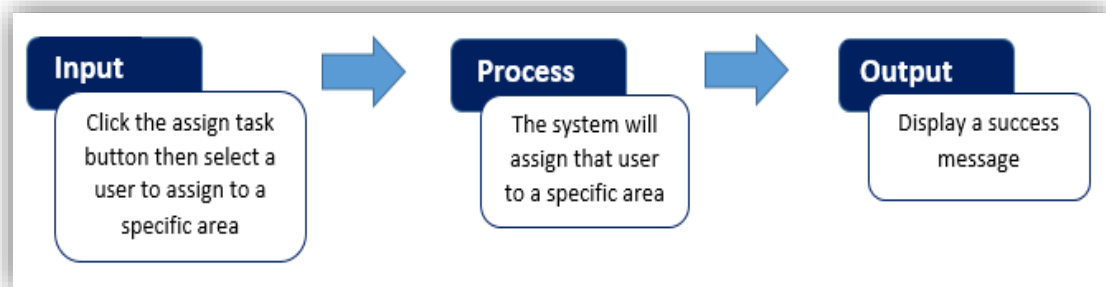 Input
Click the assign task
button then select a
user to assign to a
specific area
Process
The system will
assign that user
to a specific area
Output
Display a success
message